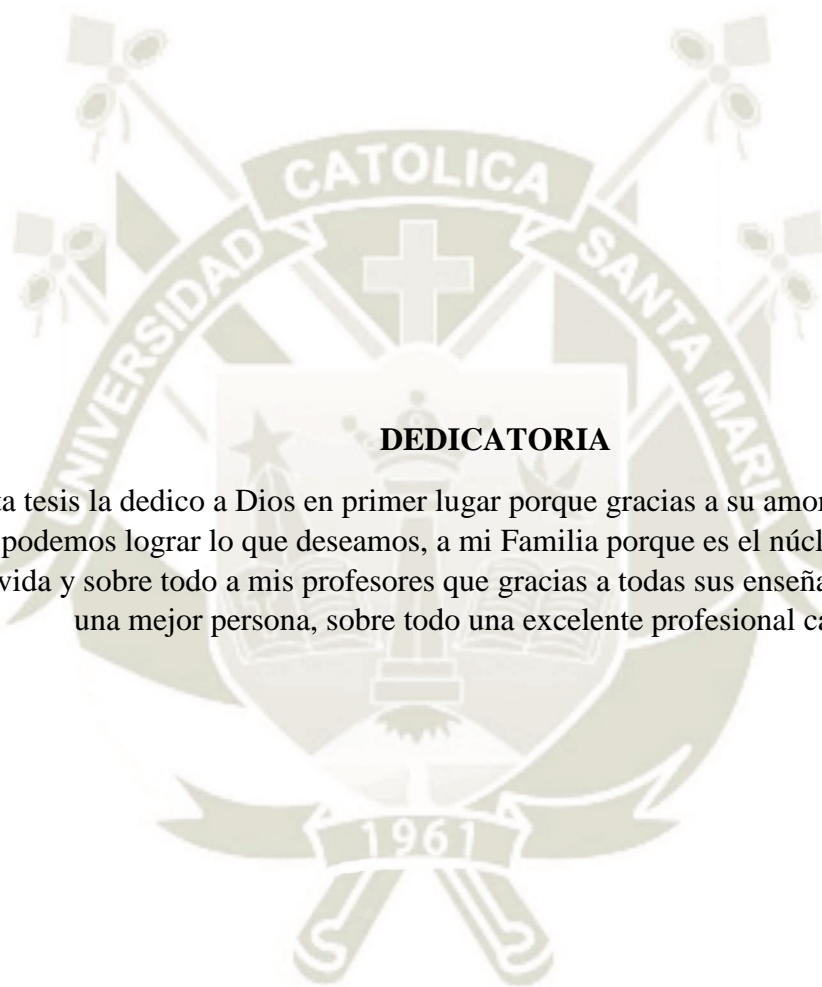 UNIVERSIDAD CATOLICA SANTA MARI
DEDICATORIA
ta tesis la dedico a Dios en primer lugar porque gracias a su amor
podemos lograr lo que deseamos, a mi Familia porque es el núcl
vida y sobre todo a mis profesores que gracias a todas sus enseña
una mejor persona, sobre todo una excelente profesional ca
1961